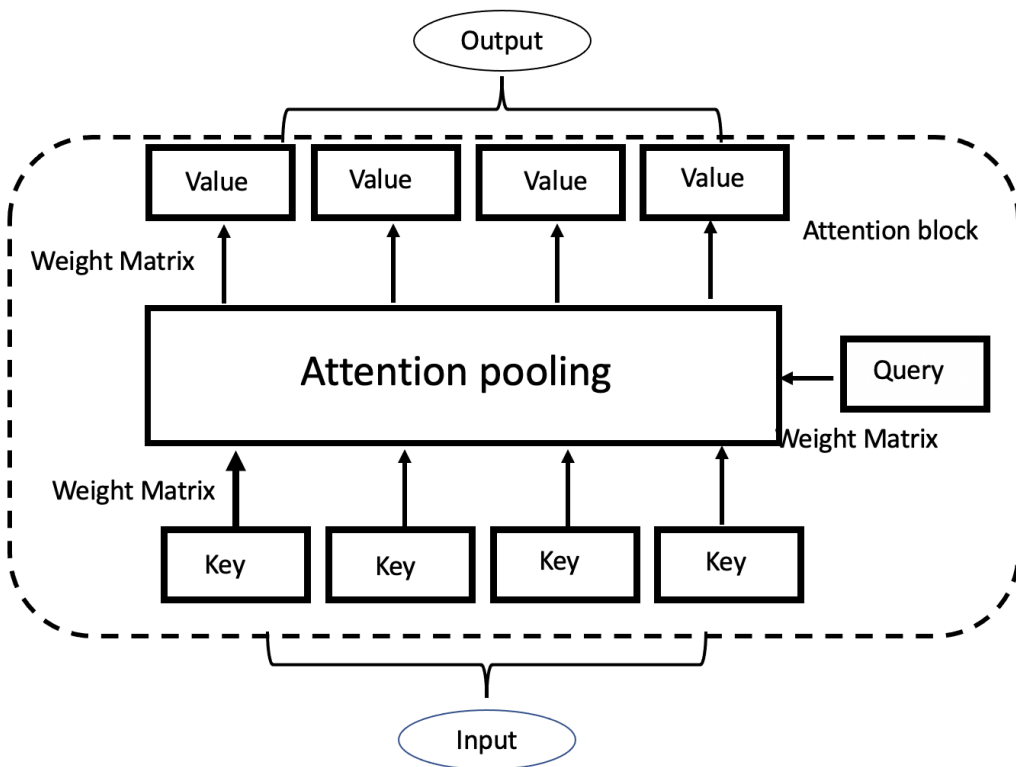 Output
Value
Value
Value
Value
Attention block
Weight Matrix
Attention pooling
Query
Weight Matrix
Weight Matrix
Key
Key
Key
Key
Input